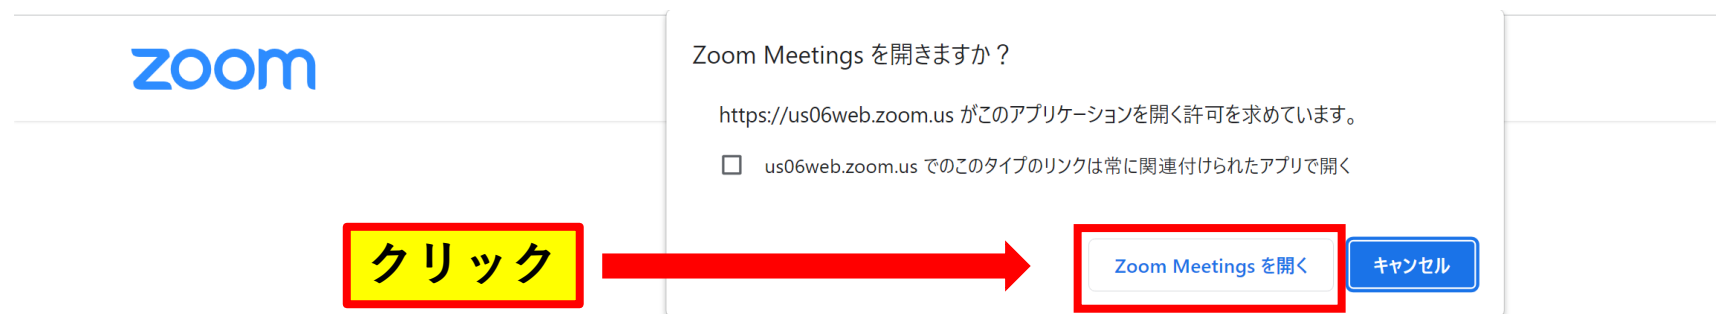 zoom
Zoom Meetings を開きますか？
https://us06web.zoom.us がこのアプリケーションを開く許可を求めています。
us06web.zoom.us でのこのタイプのリンクは常に関連付けられたアプリで開く
クリック
Zoom Meetings を開く
キャンセル